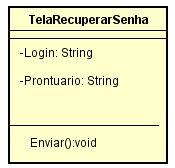 TelaRecuperarSenha
-Login: String
-Prontuario: String
Enviar():void